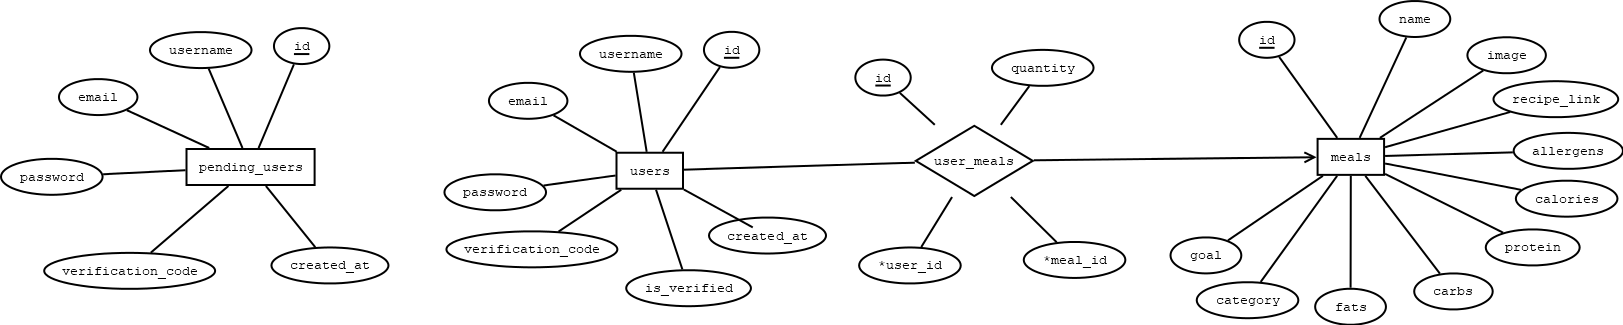 username
id
email
pending_users
password
verification_code
created_at
username
id
email
users
password
verification_code
created_at
is_verified
id
quantity
user_meals
*user_id
*meal_id
name
id
image
recipe_link
allergens
meals
calories
protein
goal
carbs
category
fats